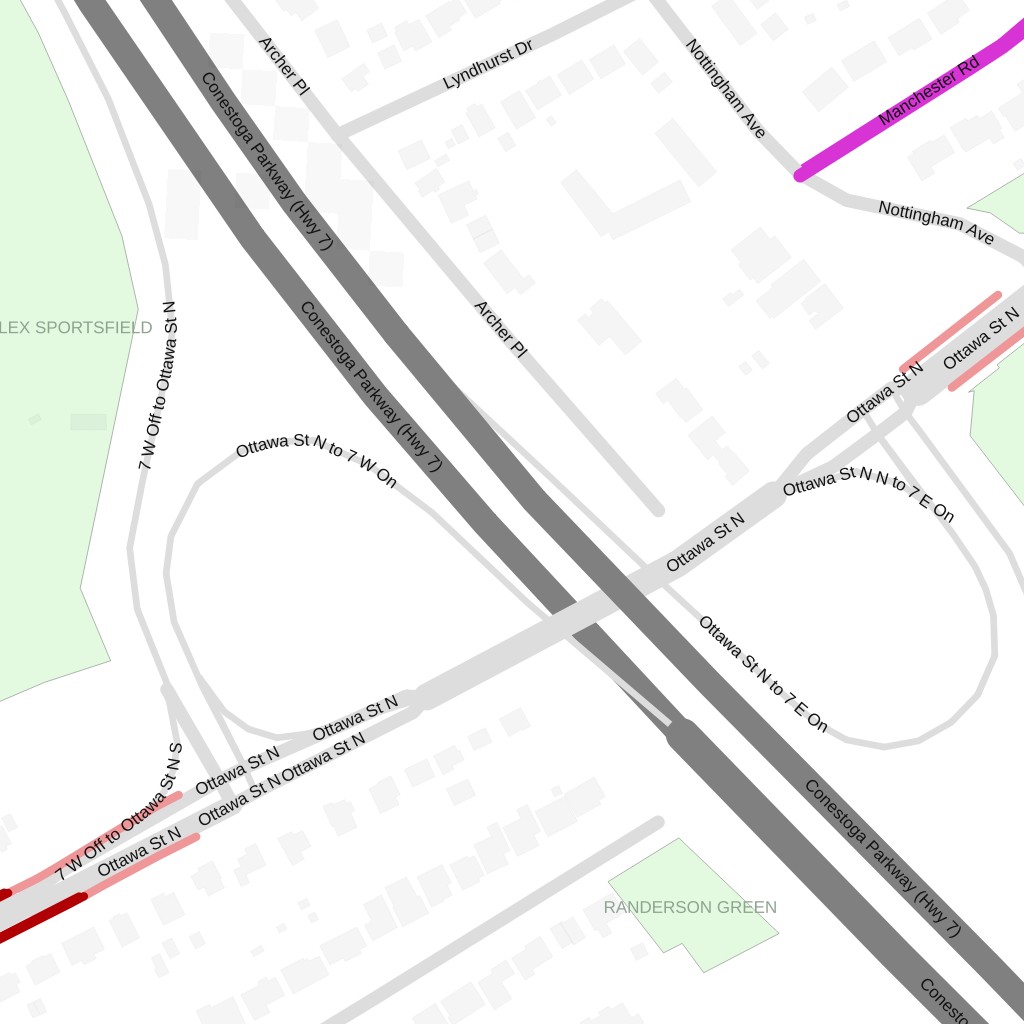 Archer Pl
Lyndhurst Dr
Nottingham Ave
Manchester Rd
Conestoga Parkway (Hwy 7)
Nottingham Ave
LEX SPORTSFIELD
7 W Off to Ottawa St N
Conestoga Parkway (Hwy 7)
Archer Pl
Ottawa St N
Ottawa St N
Ottawa St N to 7 W On
Ottawa St N N to 7 E On
Ottawa St N
Ottawa St N to 7 E On
Ottawa St N
Ottawa St N
Ottawa St N
Ottawa St N
7 W Off to Ottawa St N S
Ottawa St N
Conestoga Parkway (Hwy 7)
RANDERSON GREEN
Conesto